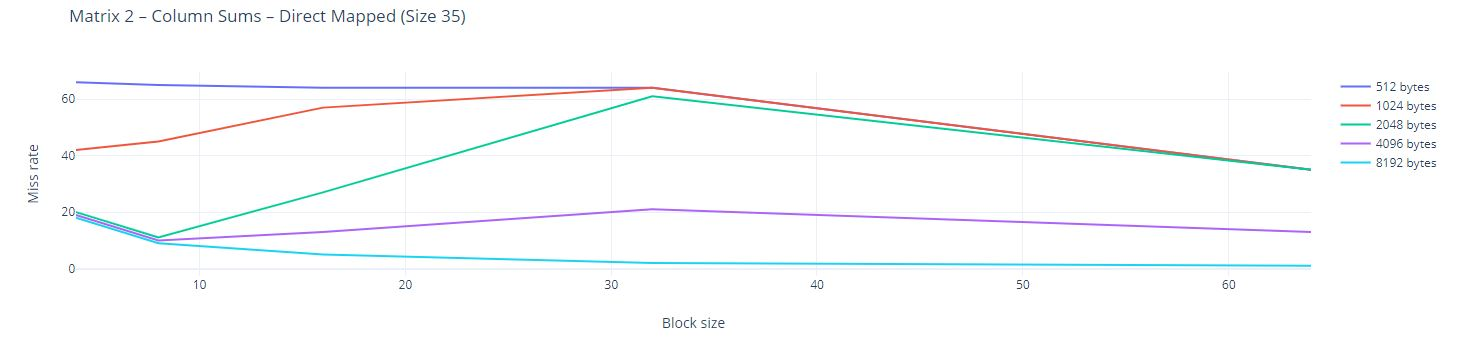 Matrix 2 – Column Sums – Direct Mapped (Size 35)
60
40
20
0
Miss rate
10 20 30 40 50 60
Block size
512 bytes
1024 bytes
2048 bytes
4096 bytes
8192 bytes